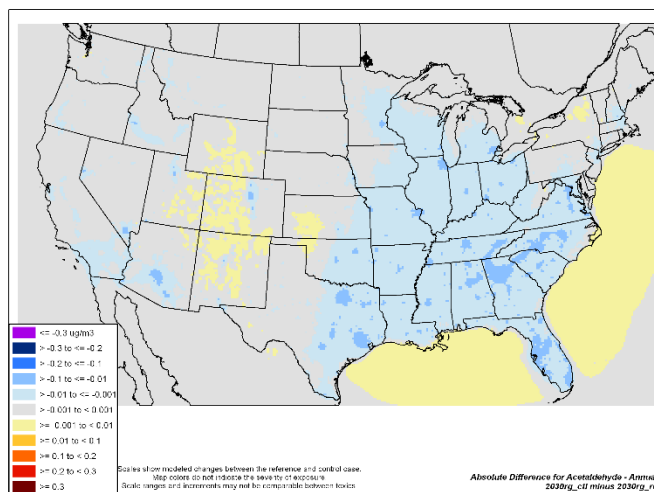 <= -0.3 ug/m3
> -0.3 to <= -0.2
> -0.2 to <= -0.1
> -0.1 to <= -0.01
> -0.01 to <= -0.001
> -0.001 to < 0.001
>= 0.001 to < 0.01
>= 0.01 to < 0.1
>= 0.1 to < 0.2
>= 0.2 to < 0.3
>= 0.3
Scales show modeled changes between the reference and control case.
Map colors do not indicate the severity of exposure
Scale ranges and increments may not be comparable between toxics
Absolute Difference for Acetaldehyde - Annua
2030rg_ctl minus 2030rg_r